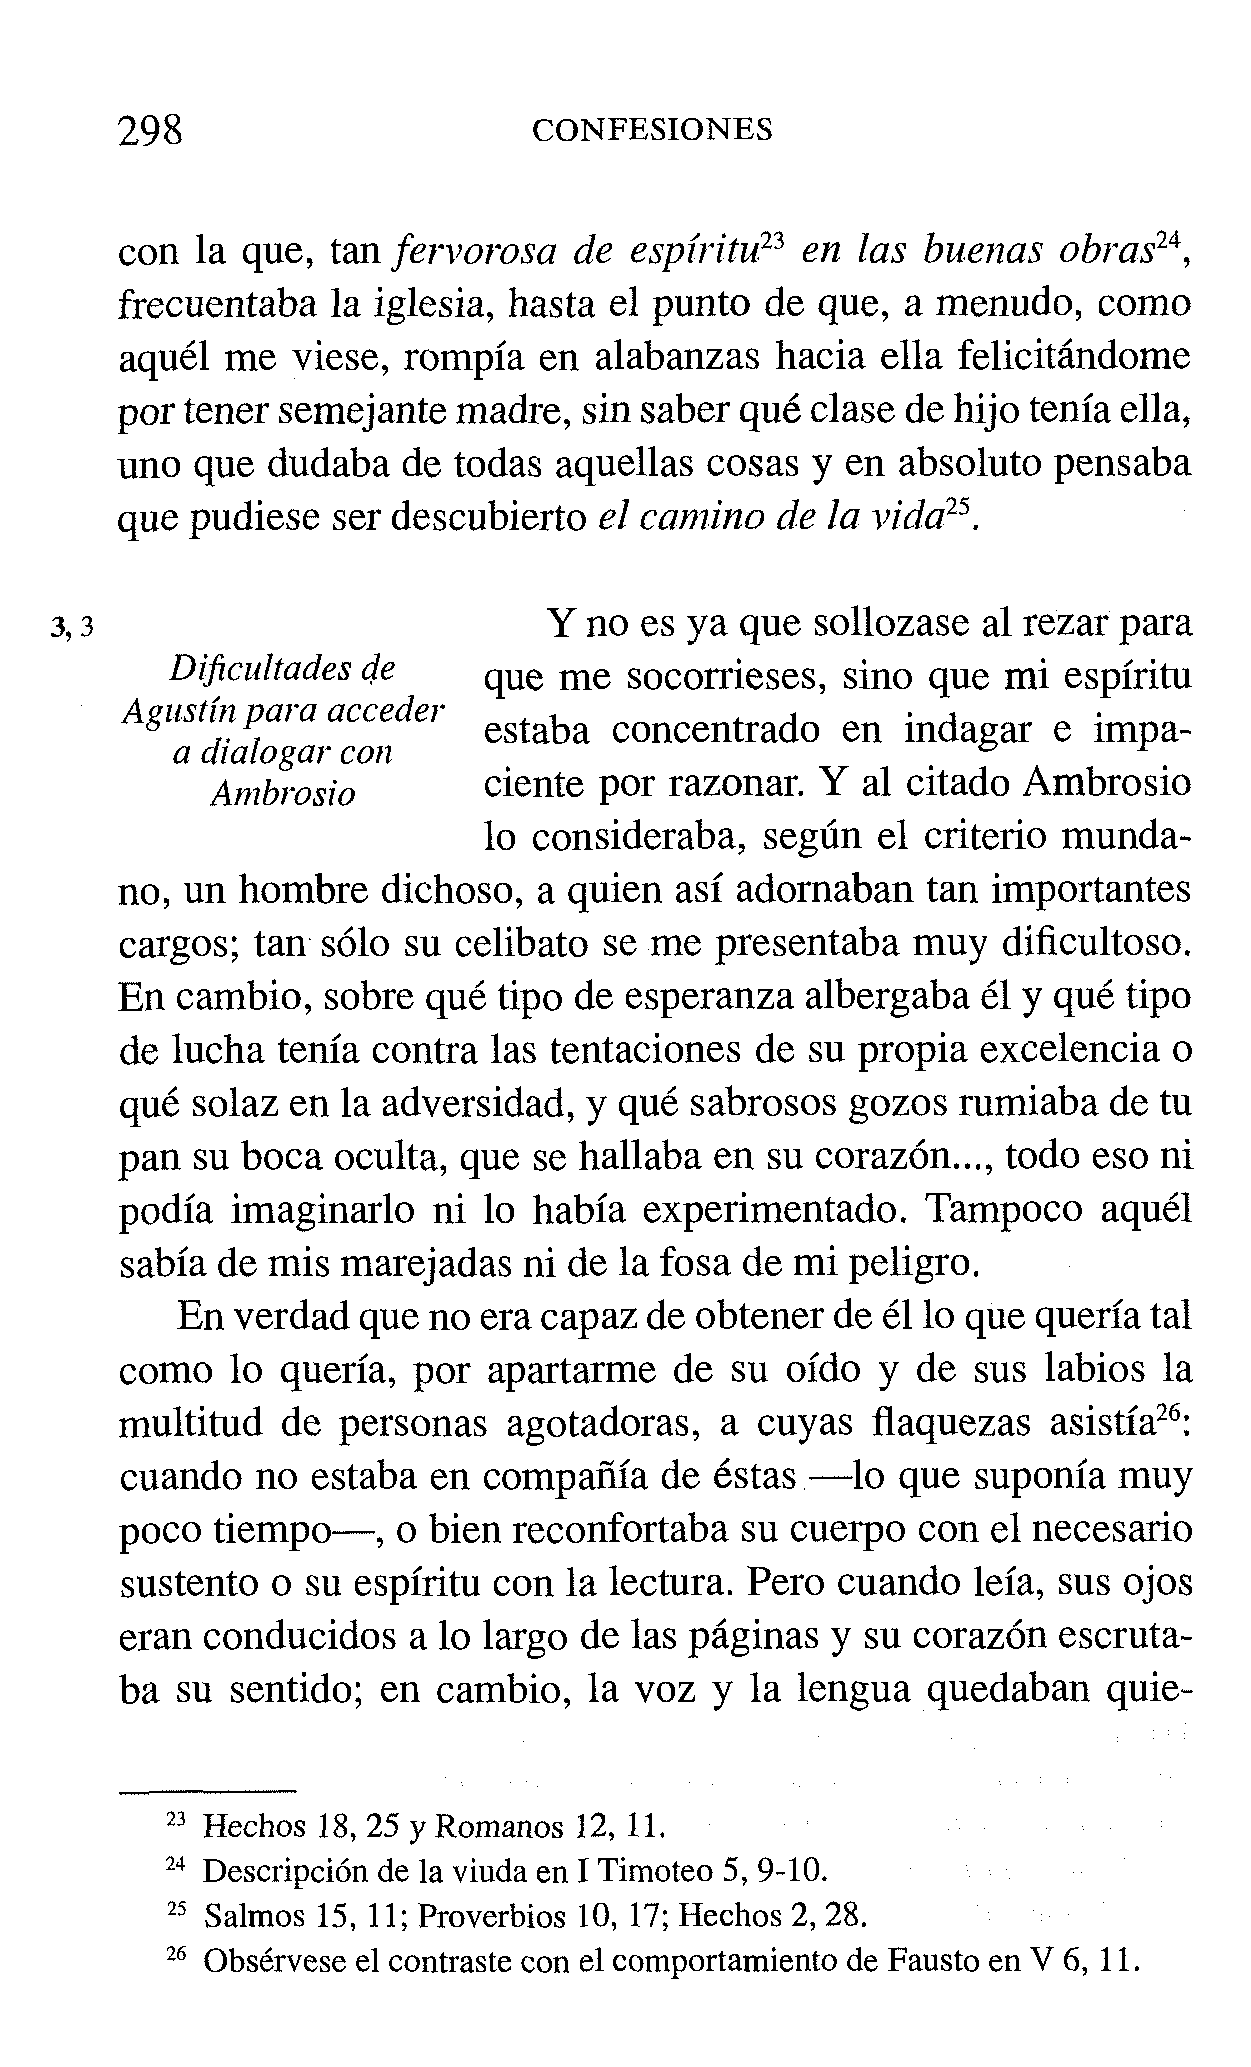 298 CONFESIONES
con la que, tan fervorosa de espíritu²³ en las buenas obras²⁴,
frecuentaba la iglesia, hasta el punto de que, a menudo, como
aquél me viese, rompía en alabanzas hacia ella felicitándome
por tener semejante madre, sin saber qué clase de hijo tenía ella,
uno que dudaba de todas aquellas cosas y en absoluto pensaba
que pudiese ser descubierto el camino de la vida²⁵.
3, 3
Dificultades de
Agustín para acceder
a dialogar con
Ambrosio
Y no es ya que sollozase al rezar para
que me socorrieses, sino que mi espíritu
estaba concentrado en indagar e impa-
ciente por razonar. Y al citado Ambrosio
lo consideraba, según el criterio munda-
no, un hombre dichoso, a quien así adornaban tan importantes
cargos; tan sólo su celibato se me presentaba muy dificultoso.
En cambio, sobre qué tipo de esperanza albergaba él y qué tipo
de lucha tenía contra las tentaciones de su propia excelencia o
qué solaz en la adversidad, y qué sabrosos gozos rumiaba de tu
pan su boca oculta, que se hallaba en su corazón..., todo eso ni
podía imaginarlo ni lo había experimentado. Tampoco aquél
sabía de mis marejadas ni de la fosa de mi peligro.
En verdad que no era capaz de obtener de él lo que quería tal
como lo quería, por apartarme de su oído y de sus labios la
multitud de personas agotadoras, a cuyas flaquezas asistía²⁶:
cuando no estaba en compañía de éstas —lo que suponía muy
poco tiempo—, o bien reconfortaba su cuerpo con el necesario
sustento o su espíritu con la lectura. Pero cuando leía, sus ojos
eran conducidos a lo largo de las páginas y su corazón escruta-
ba su sentido; en cambio, la voz y la lengua quedaban quie-
²³ Hechos 18, 25 y Romanos 12, 11.
²⁴ Descripción de la viuda en I Timoteo 5, 9-10.
²⁵ Salmos 15, 11; Proverbios 10, 17; Hechos 2, 28.
²⁶ Obsérvese el contraste con el comportamiento de Fausto en V 6, 11.